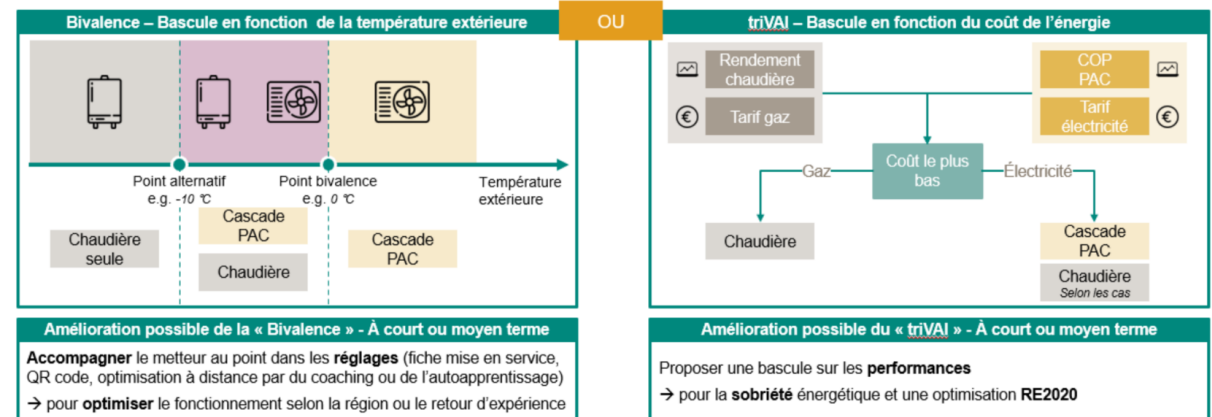 Bivalence – Bascule en fonction de la température extérieure
OU
triVAI – Bascule en fonction du coût de l'énergie
Point alternatif
e.g. -10 °C
Point bivalence
e.g. 0 °C
Température
extérieure
Chaudière
seule
Cascade
PAC
Chaudière
Cascade
PAC
Rendement
chaudière
Tarif gaz
COP
PAC
Tarif
électricité
€
€
Coût le plus
bas
Gaz
Électricité
Chaudière
Cascade
PAC
Chaudière
Selon les cas
Amélioration possible de la « Bivalence » - À court ou moyen terme
Accompagner le metteur au point dans les réglages (fiche mise en service,
QR code, optimisation à distance par du coaching ou de l'autoapprentissage)
→ pour optimiser le fonctionnement selon la région ou le retour d'expérience
Amélioration possible du « triVAI » - À court ou moyen terme
Proposer une bascule sur les performances
→ pour la sobriété énergétique et une optimisation RE2020